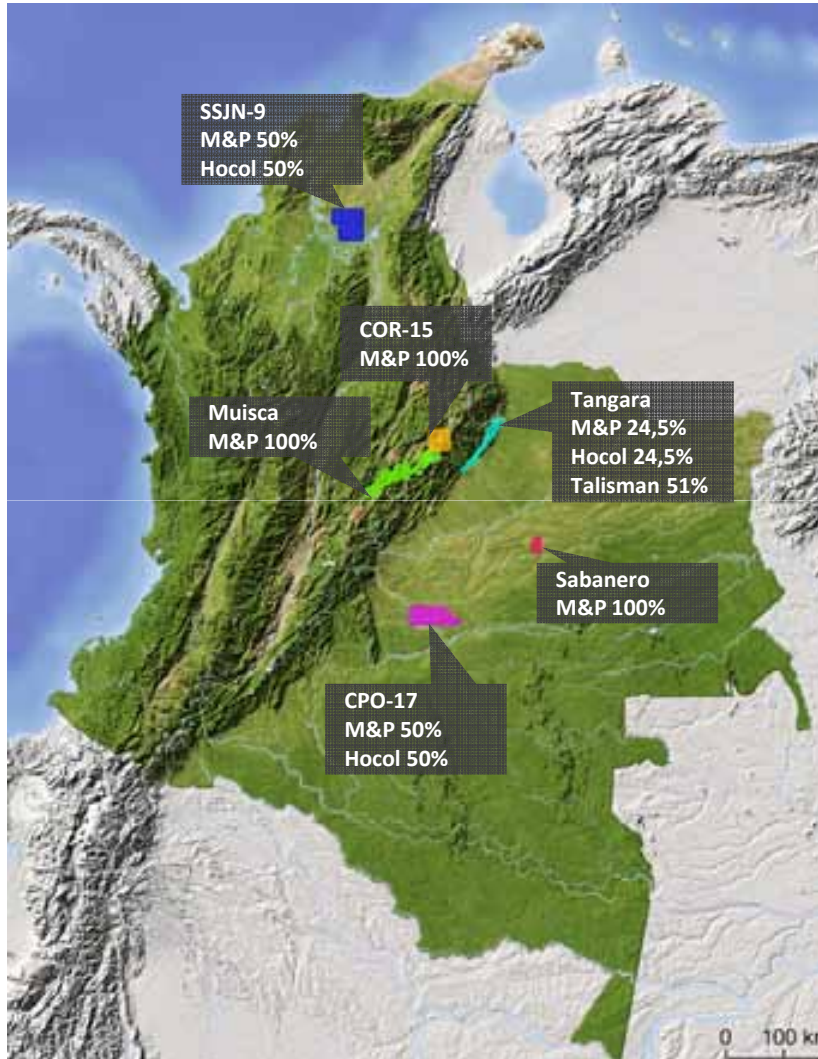 SSJN-9
M&P 50%
Hocol 50%
COR-15
M&P 100%
Muisca
M&P 100%
Tangara
M&P 24,5%
Hocol 24,5%
Talisman 51%
Sabanero
M&P 100%
CPO-17
M&P 50%
Hocol 50%
0 100 km